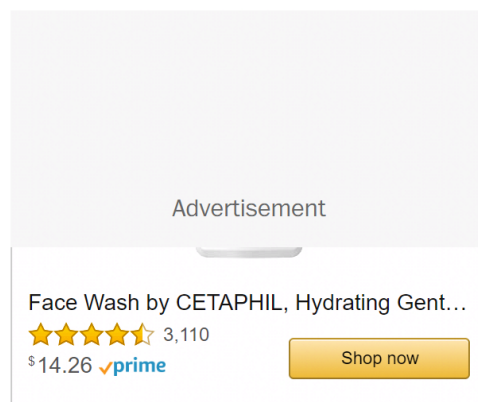 Advertisement
Face Wash by CETAPHIL, Hydrating Gent...
3,110
$14.26 prime
Shop now